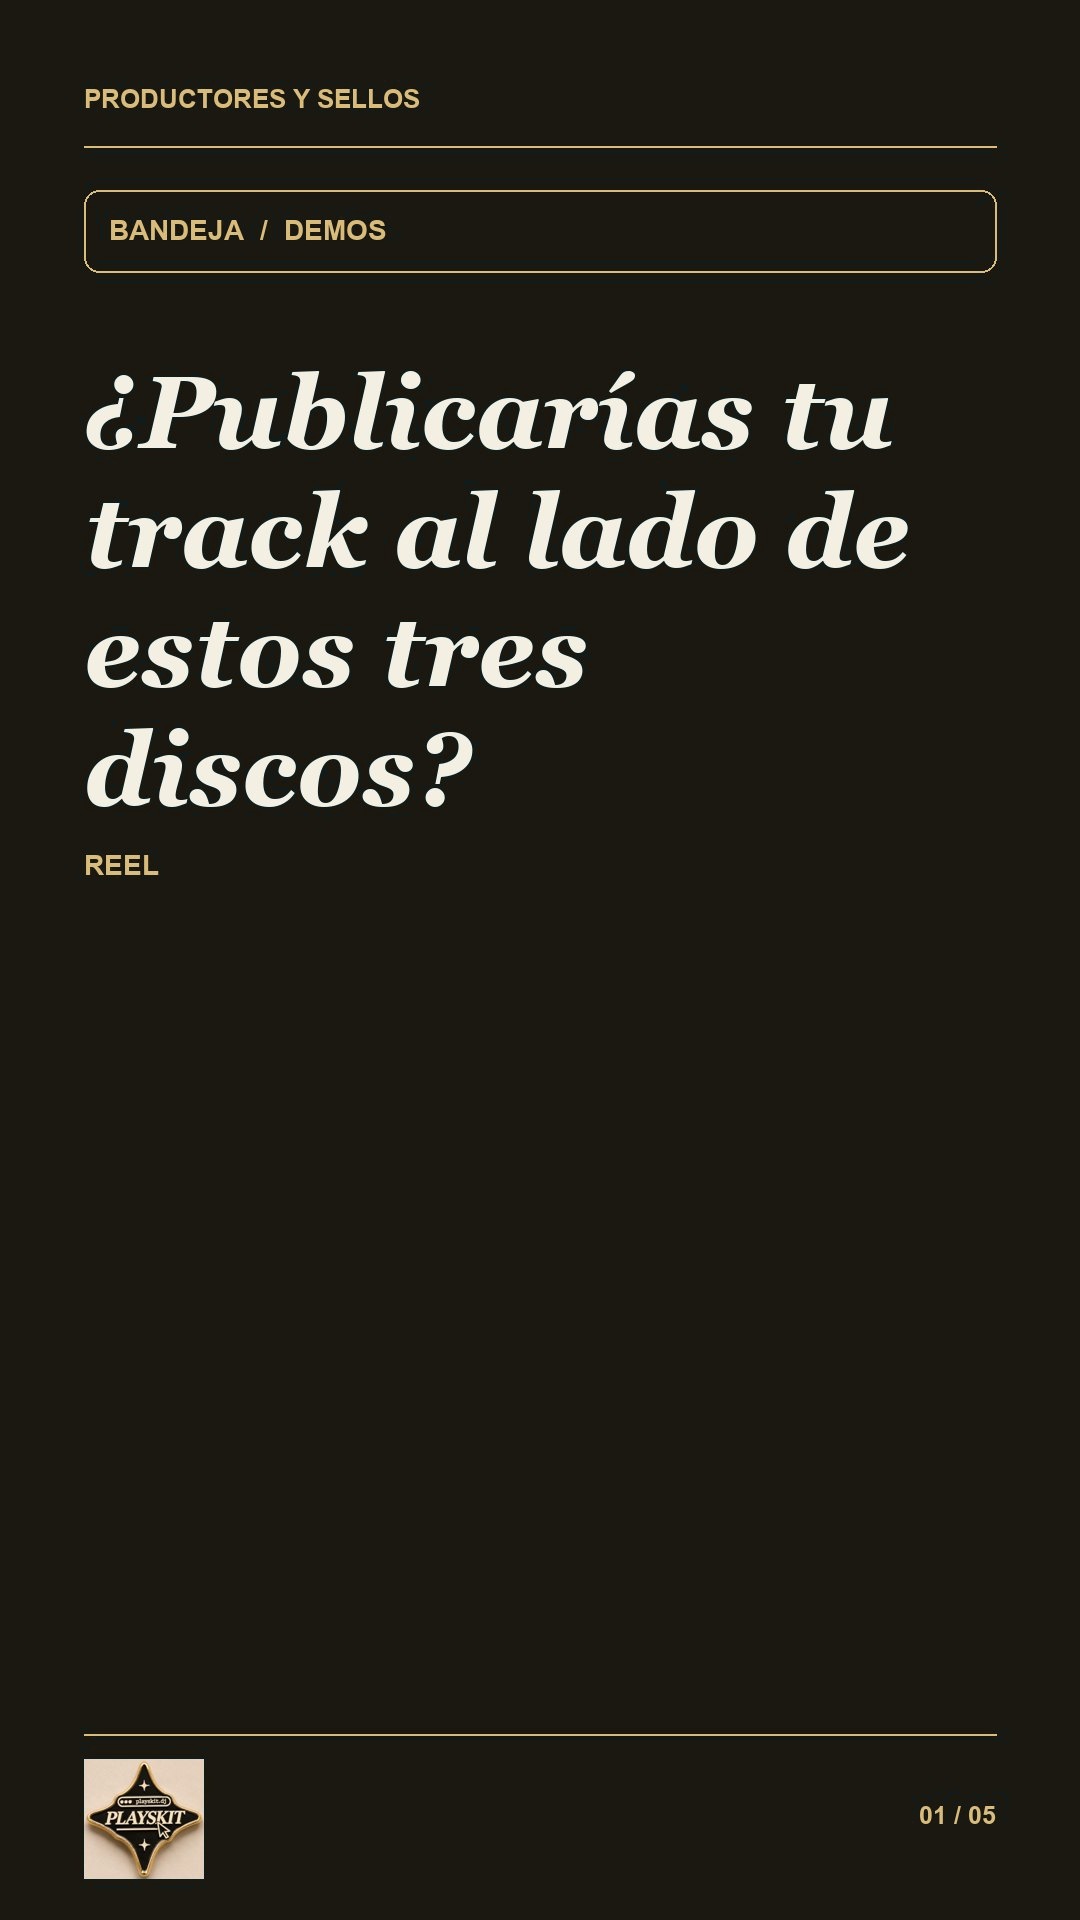 PRODUCTORES Y SELLOS
BANDEJA / DEMOS
¿Publicarías tu
track al lado de
estos tres
discos?
REEL
playskit.dj
PLAYSKIT
01 / 05